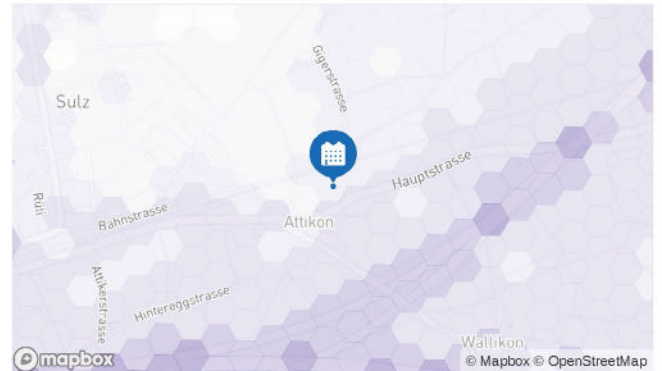 Gigerstrasse
Sulz
Hauptstrasse
Rüti
Bahnstrasse
Attikon
Attikerstrasse
Hintereggstrasse
Wallikon
mapbox
© Mapbox © OpenStreetMap